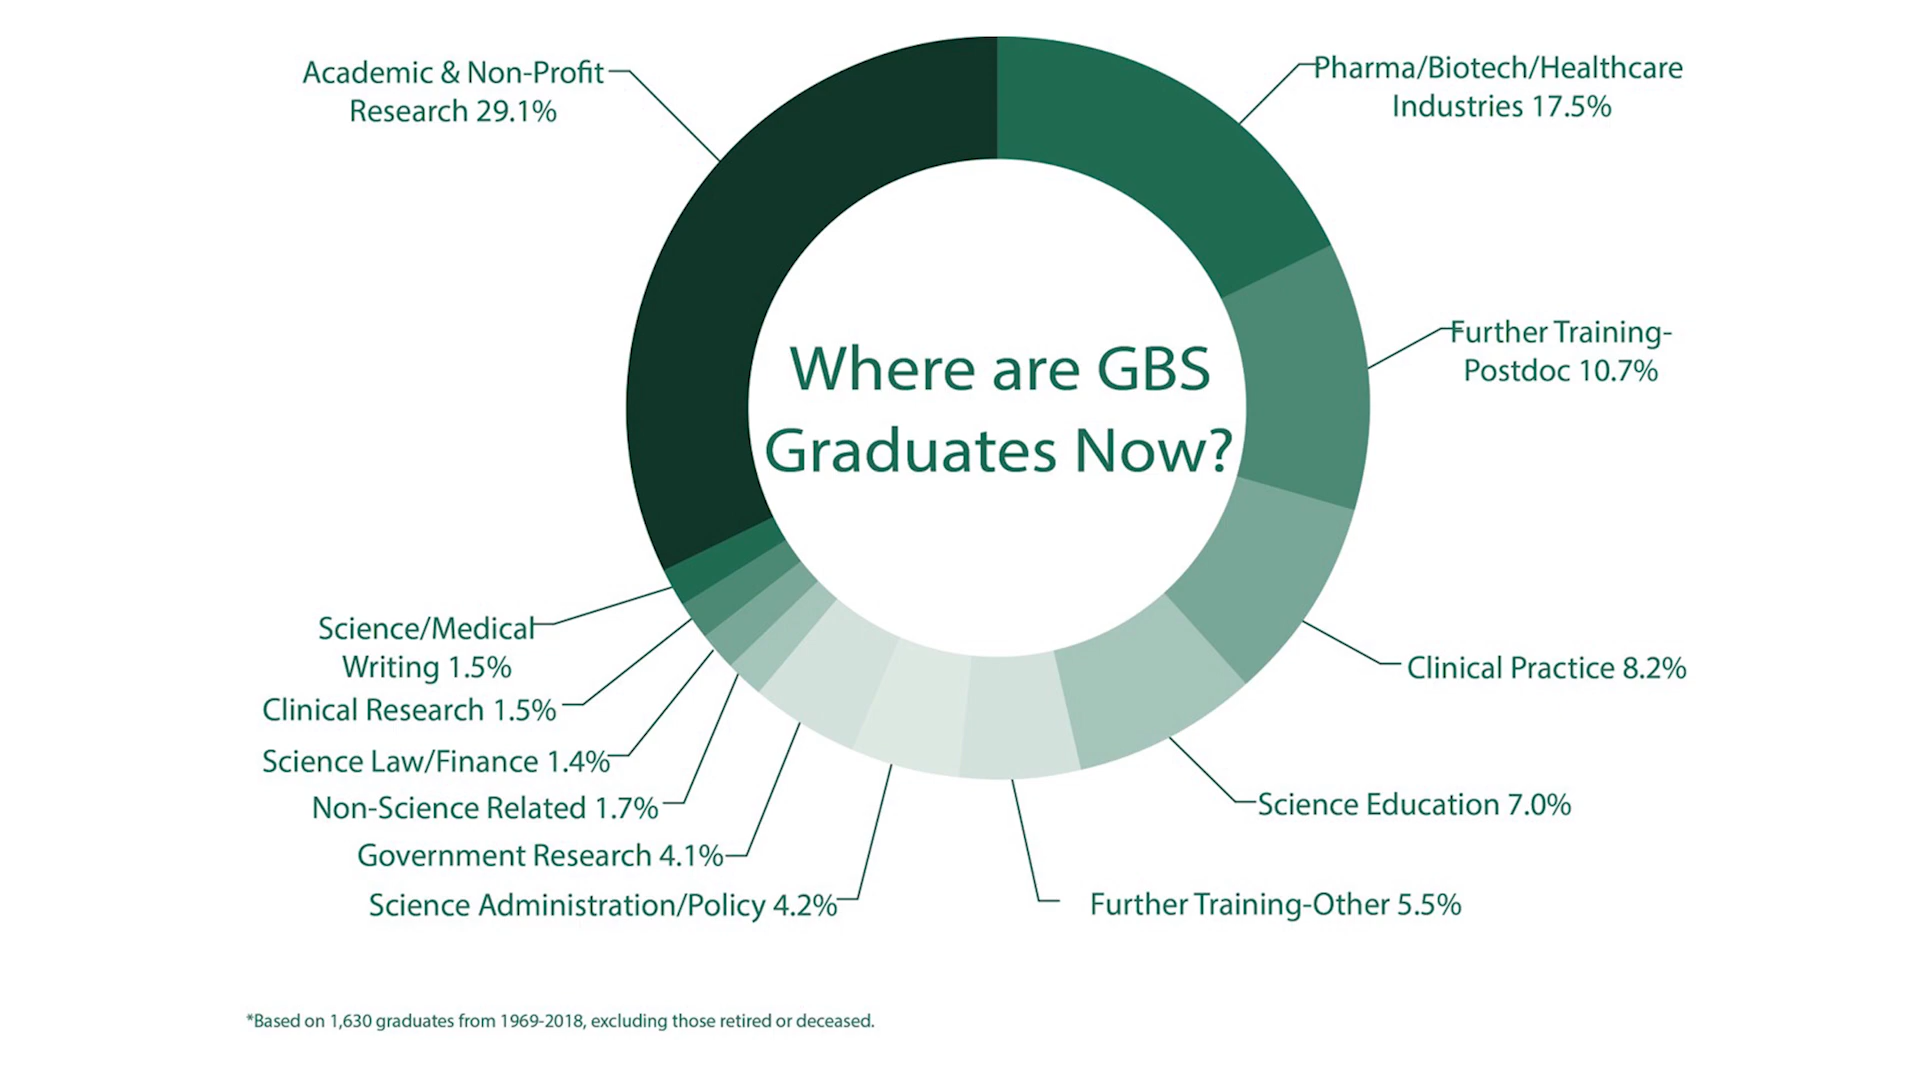 Academic & Non-Profit
Research 29.1%
Pharma/Biotech/Healthcare
Industries 17.5%
Where are GBS
Graduates Now?
Further Training-
Postdoc 10.7%
Clinical Practice 8.2%
Science Education 7.0%
Further Training-Other 5.5%
Science/Medical
Writing 1.5%
Clinical Research 1.5%
Science Law/Finance 1.4%
Non-Science Related 1.7%
Government Research 4.1%
Science Administration/Policy 4.2%
*Based on 1,630 graduates from 1969-2018, excluding those retired or deceased.